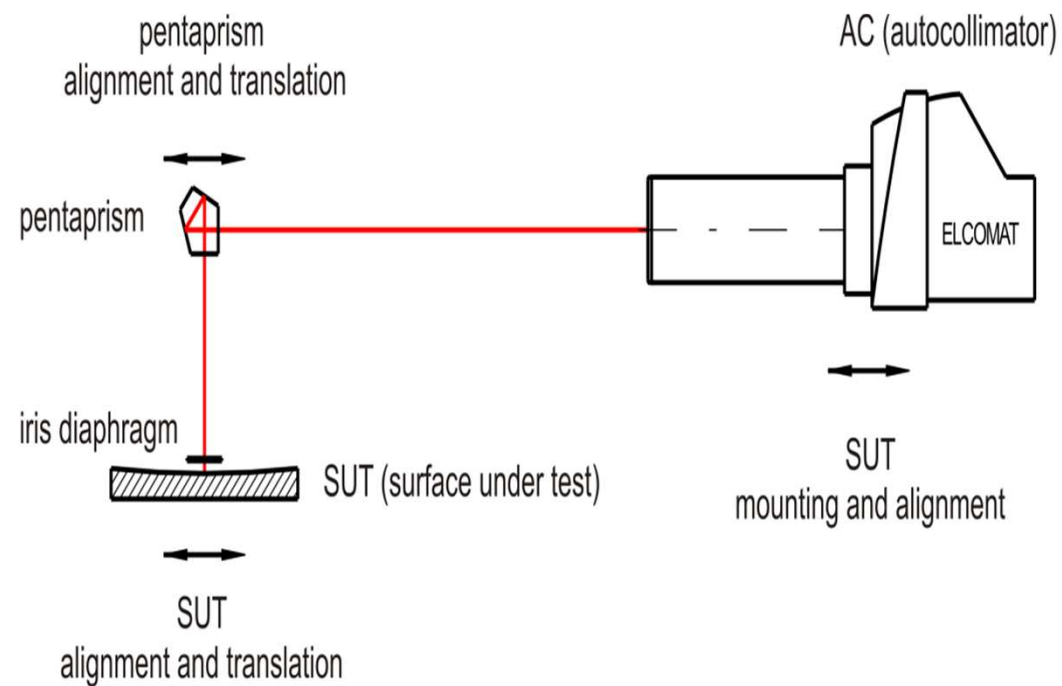 pentaprism
alignment and translation
AC (autocollimator)
pentaprism
ELCOMAT
iris diaphragm
SUT (surface under test)
SUT
mounting and alignment
SUT
alignment and translation